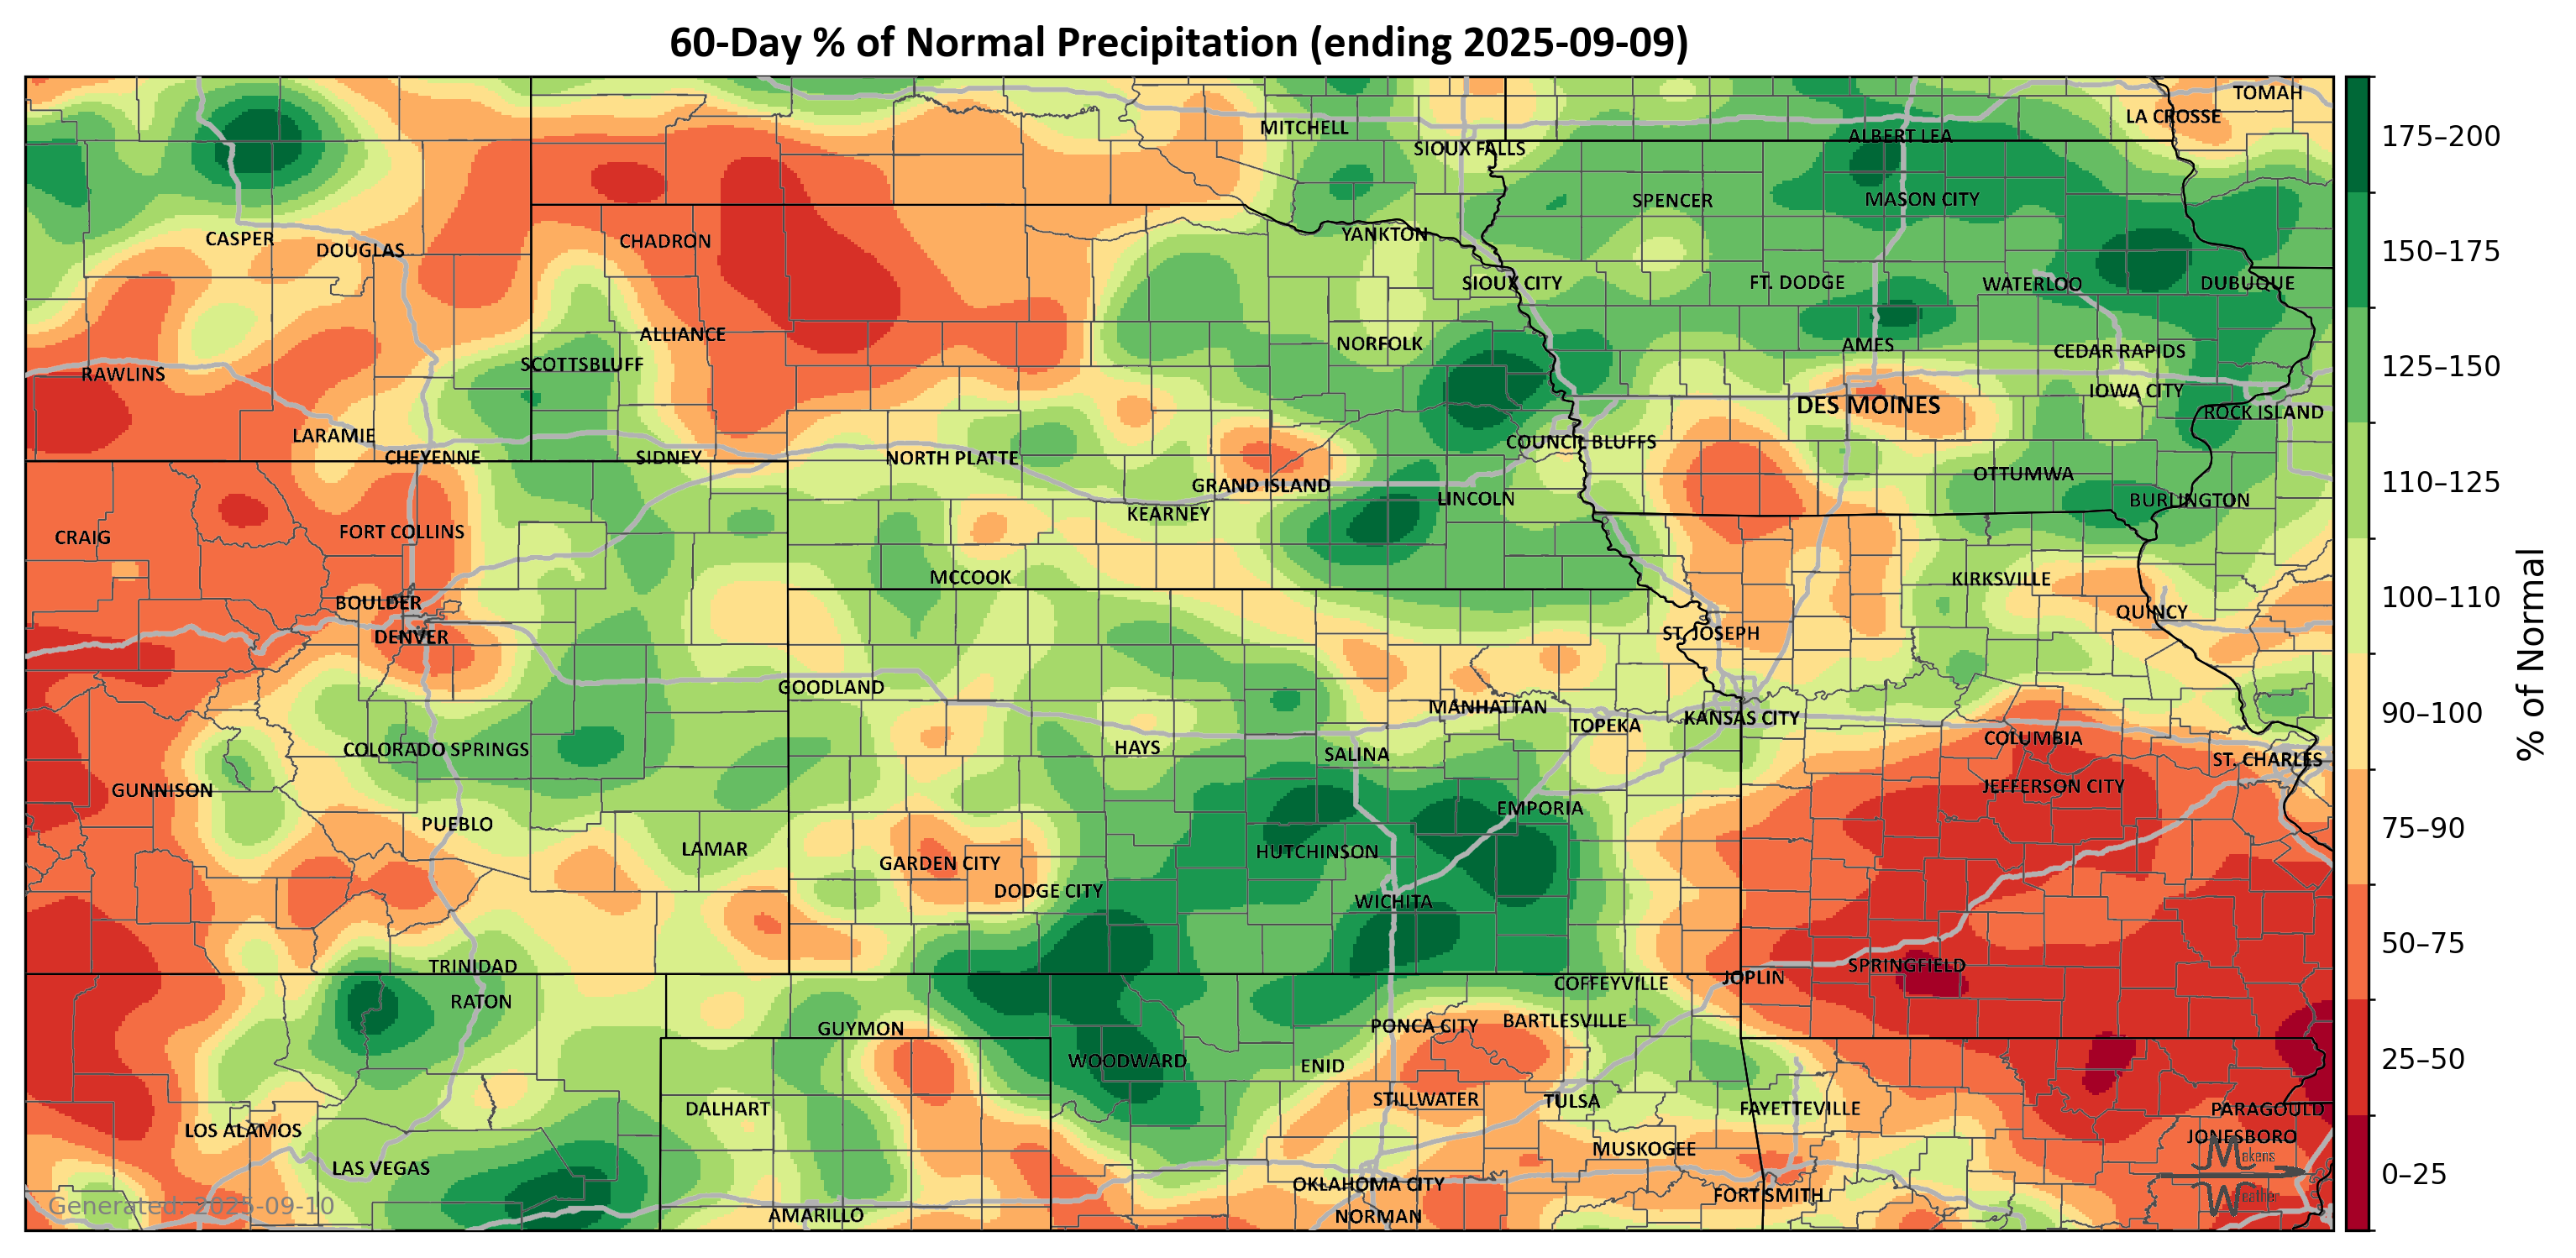 60-Day % of Normal Precipitation (ending 2025-09-09)
TOMAH
LA CROSSE
MITCHELL
ALBERT LEA
SIOUX FALLS
SPENCER
MASON CITY
CASPER
DOUGLAS
CHADRON
YANKTON
SIOUX CITY
FT. DODGE
WATERLOO
DUBUQUE
ALLIANCE
NORFOLK
AMES
CEDAR RAPIDS
SCOTTSBLUFF
RAWLINS
IOWA CITY
DES MOINES
ROCK ISLAND
LARAMIE
COUNCIL BLUFFS
CHEYENNE
SIDNEY
NORTH PLATTE
OTTUMWA
GRAND ISLAND
LINCOLN
BURLINGTON
KEARNEY
CRAIG
FORT COLLINS
MCCOOK
KIRKSVILLE
BOULDER
QUINCY
DENVER
ST. JOSEPH
GOODLAND
MANHATTAN
TOPEKA
KANSAS CITY
COLUMBIA
COLORADO SPRINGS
HAYS
SALINA
ST. CHARLES
GUNNISON
JEFFERSON CITY
EMPORIA
PUEBLO
LAMAR
HUTCHINSON
GARDEN CITY
DODGE CITY
WICHITA
TRINIDAD
SPRINGFIELD
JOPLIN
COFFEYVILLE
RATON
GUYMON
PONCA CITY
BARTLESVILLE
WOODWARD
ENID
STILLWATER
TULSA
DALHART
FAYETTEVILLE
PARAGOULD
LOS ALAMOS
JONESBORO
MUSKOGEE
Makens
LAS VEGAS
OKLAHOMA CITY
FORT SMITH
Weather
AMARILLO
NORMAN
Generated: 2025-09-10
175–200
150–175
125–150
110–125
100–110
90–100
75–90
50–75
25–50
0–25
% of Normal